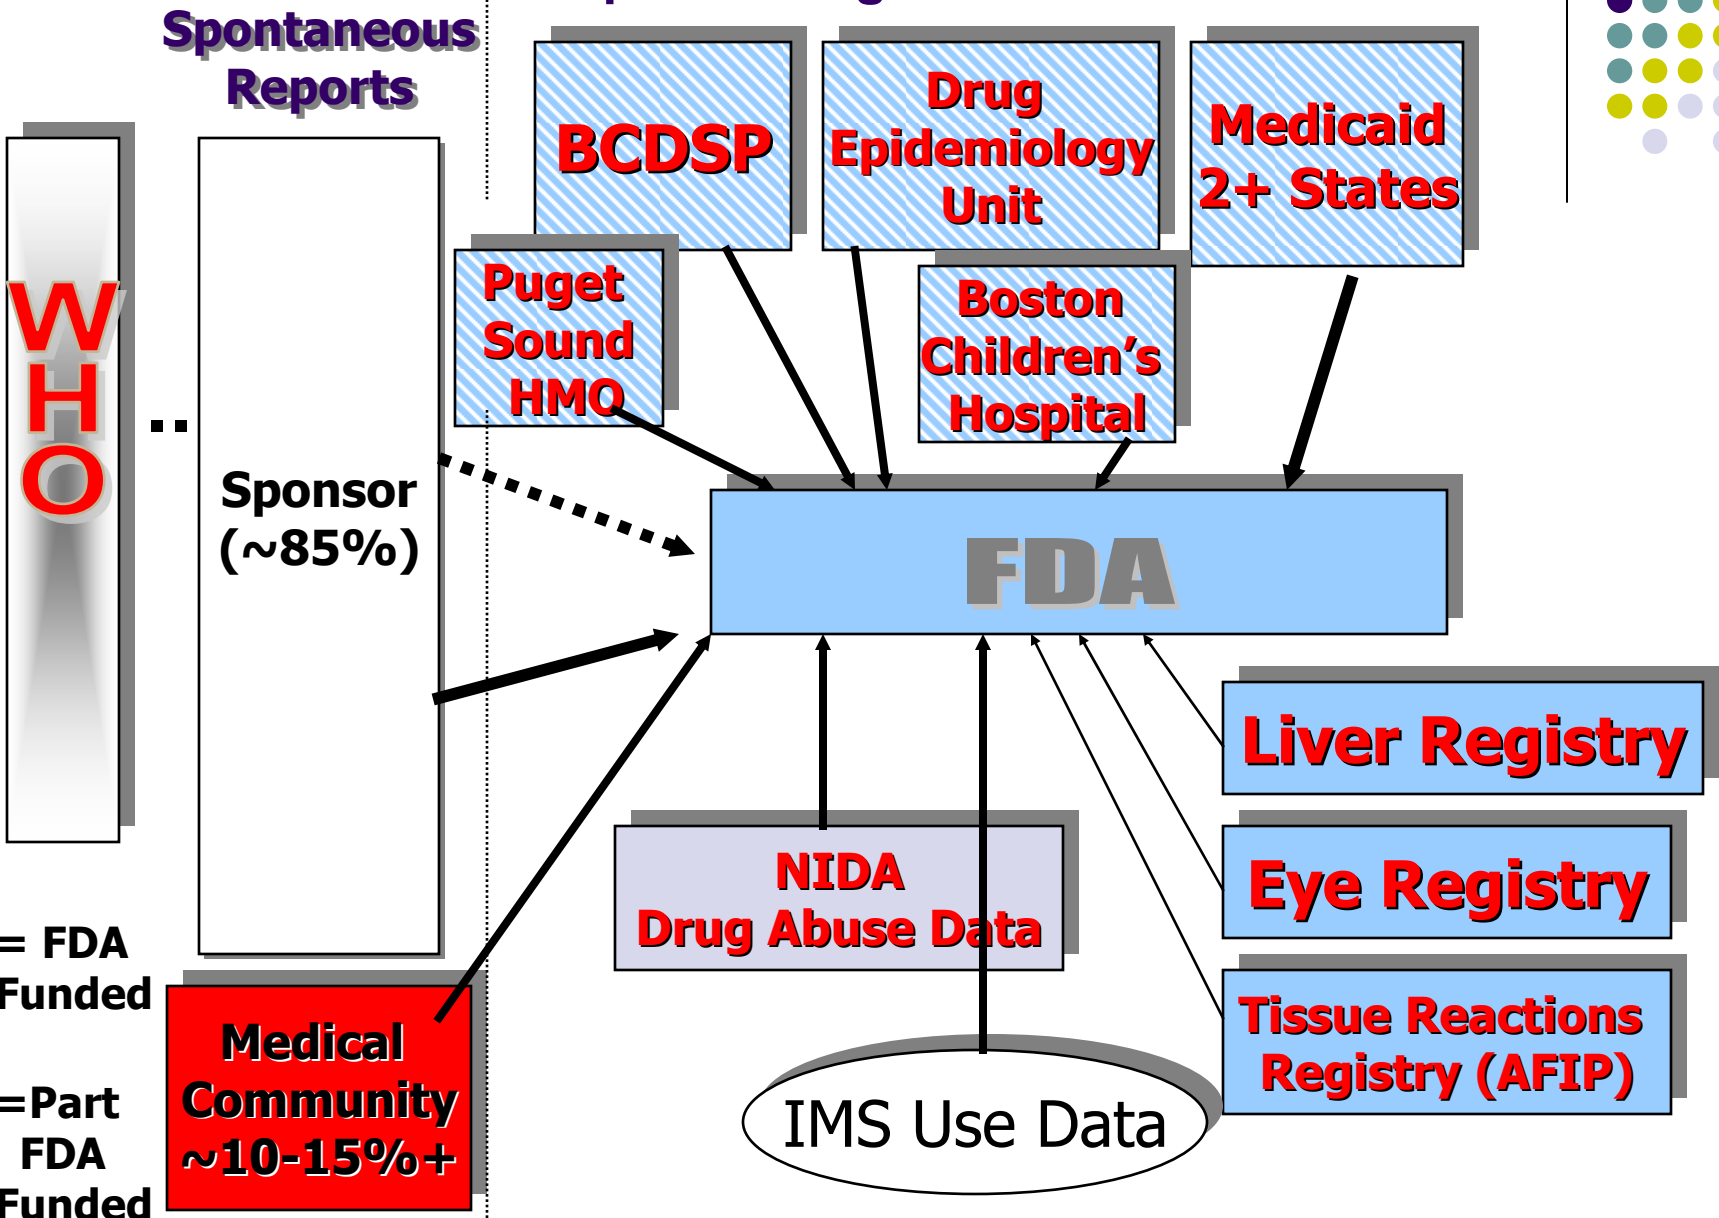 Spontaneous
Reports
BCDSP
Drug
Epidemiology
Unit
Medicaid
2+ States
Puget
Sound
HMO
Boston
Children’s
Hospital
WHO
Sponsor
(~85%)
FDA
Liver Registry
NIDA
Drug Abuse Data
Eye Registry
= FDA
Funded
Tissue Reactions
Registry (AFIP)
Medical
Community
~10-15%+
IMS Use Data
=Part
FDA
Funded